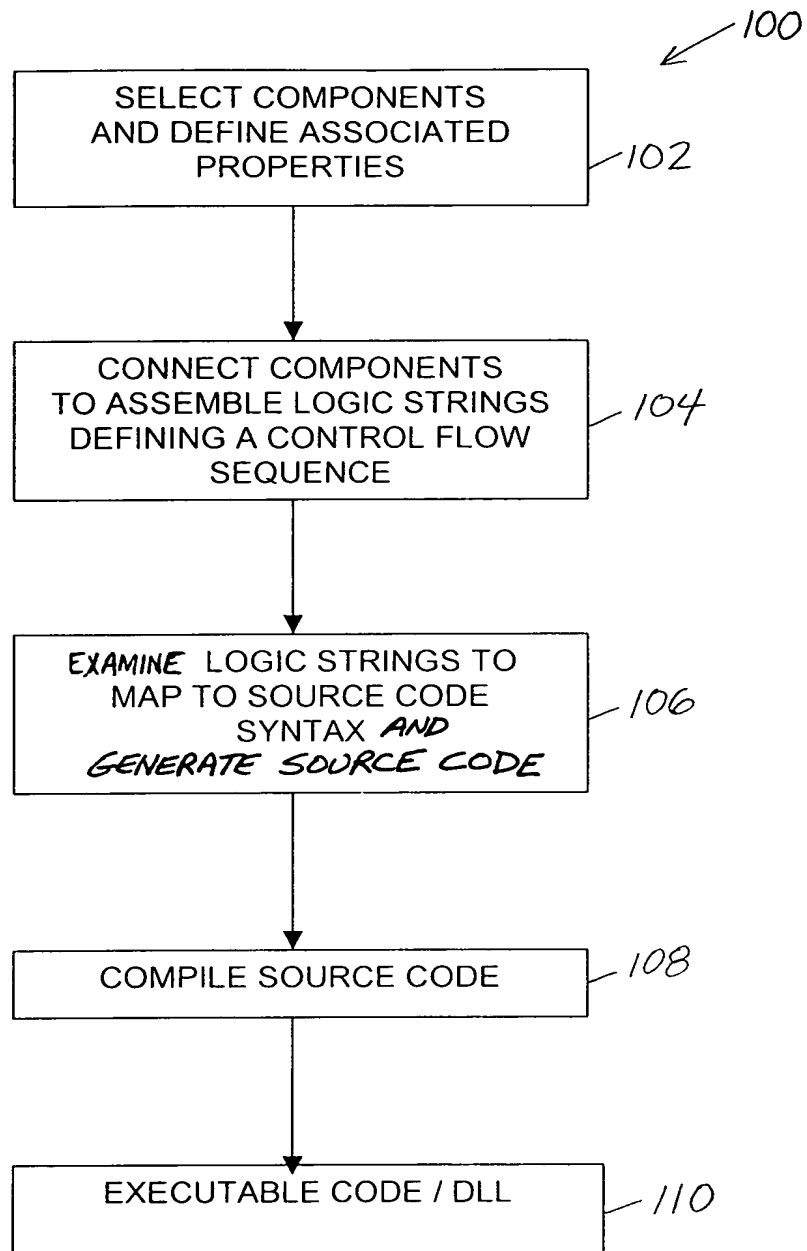 100
SELECT COMPONENTS
AND DEFINE ASSOCIATED
PROPERTIES
102
CONNECT COMPONENTS
TO ASSEMBLE LOGIC STRINGS
DEFINING A CONTROL FLOW
SEQUENCE
104
EXAMINE LOGIC STRINGS TO
MAP TO SOURCE CODE
SYNTAX AND
GENERATE SOURCE CODE
106
COMPILE SOURCE CODE
108
EXECUTABLE CODE / DLL
110